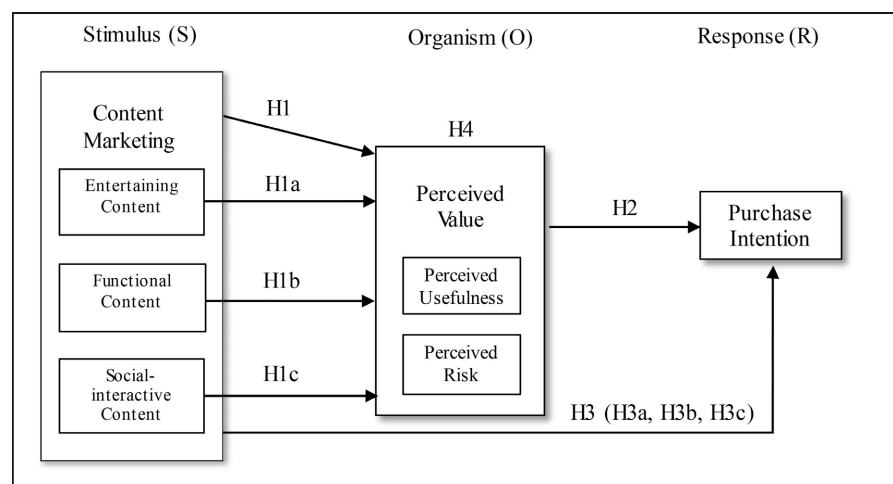 Stimulus (S)
Organism (O)
Response (R)
Content
Marketing
H1
H4
Entertaining
Content
H1a
Perceived
Value
H2
Purchase
Intention
Functional
Content
H1b
Perceived
Usefulness
Social-
interactive
Content
H1c
Perceived
Risk
H3 (H3a, H3b, H3c)